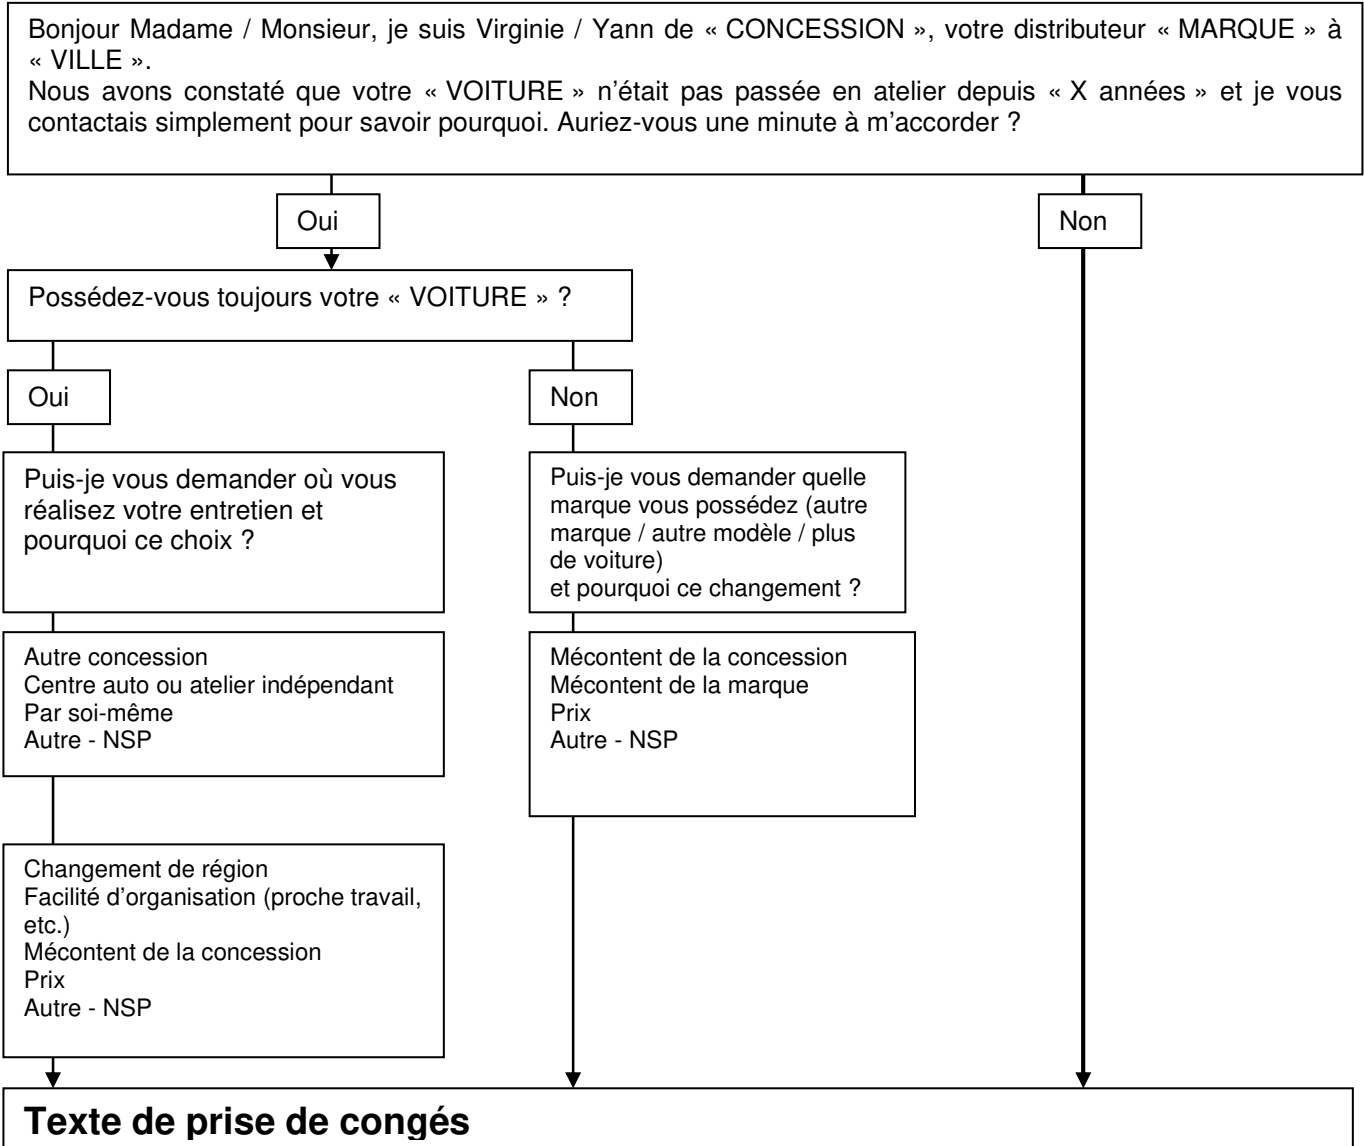 Bonjour Madame / Monsieur, je suis Virginie / Yann de « CONCESSION », votre distributeur « MARQUE » à
« VILLE ».
Nous avons constaté que votre « VOITURE » n'était pas passée en atelier depuis « X années » et je vous
contactais simplement pour savoir pourquoi. Auriez-vous une minute à m'accorder ?
Oui
Non
Possédez-vous toujours votre « VOITURE » ?
Oui
Non
Puis-je vous demander où vous
réalisez votre entretien et
pourquoi ce choix ?
Puis-je vous demander quelle
marque vous possédez (autre
marque / autre modèle / plus
de voiture)
et pourquoi ce changement ?
Autre concession
Centre auto ou atelier indépendant
Par soi-même
Autre - NSP
Mécontent de la concession
Mécontent de la marque
Prix
Autre - NSP
Changement de région
Facilité d'organisation (proche travail,
etc.)
Mécontent de la concession
Prix
Autre - NSP
Texte de prise de congés